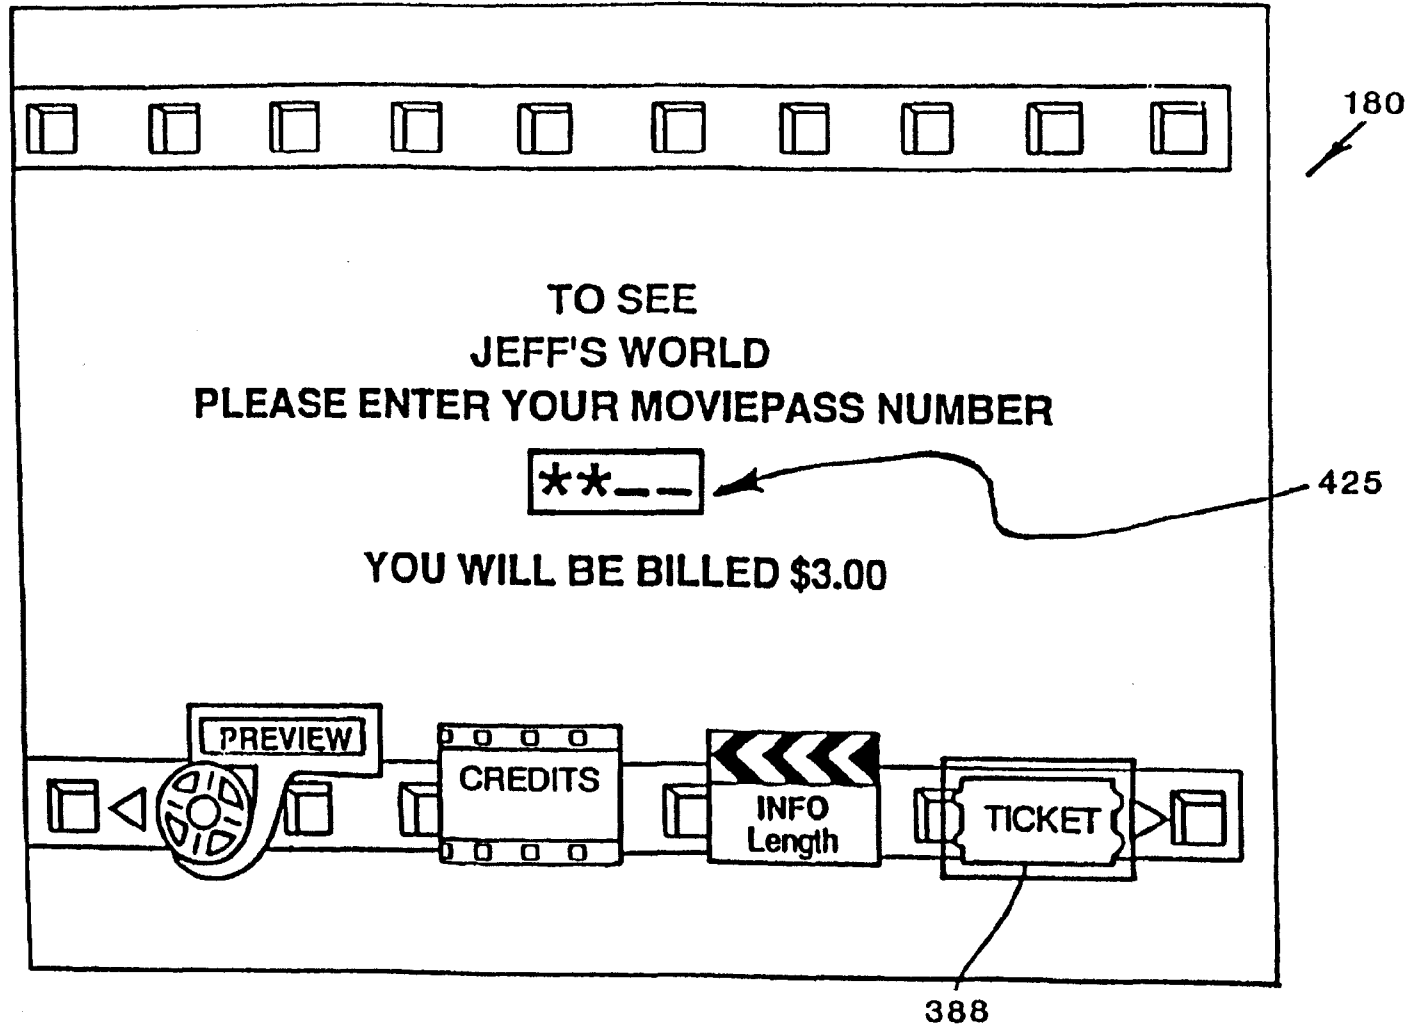 180
TO SEE
JEFF'S WORLD
PLEASE ENTER YOUR MOVIEPASS NUMBER
**__
425
YOU WILL BE BILLED $3.00
PREVIEW
CREDITS
INFO
Length
TICKET
388